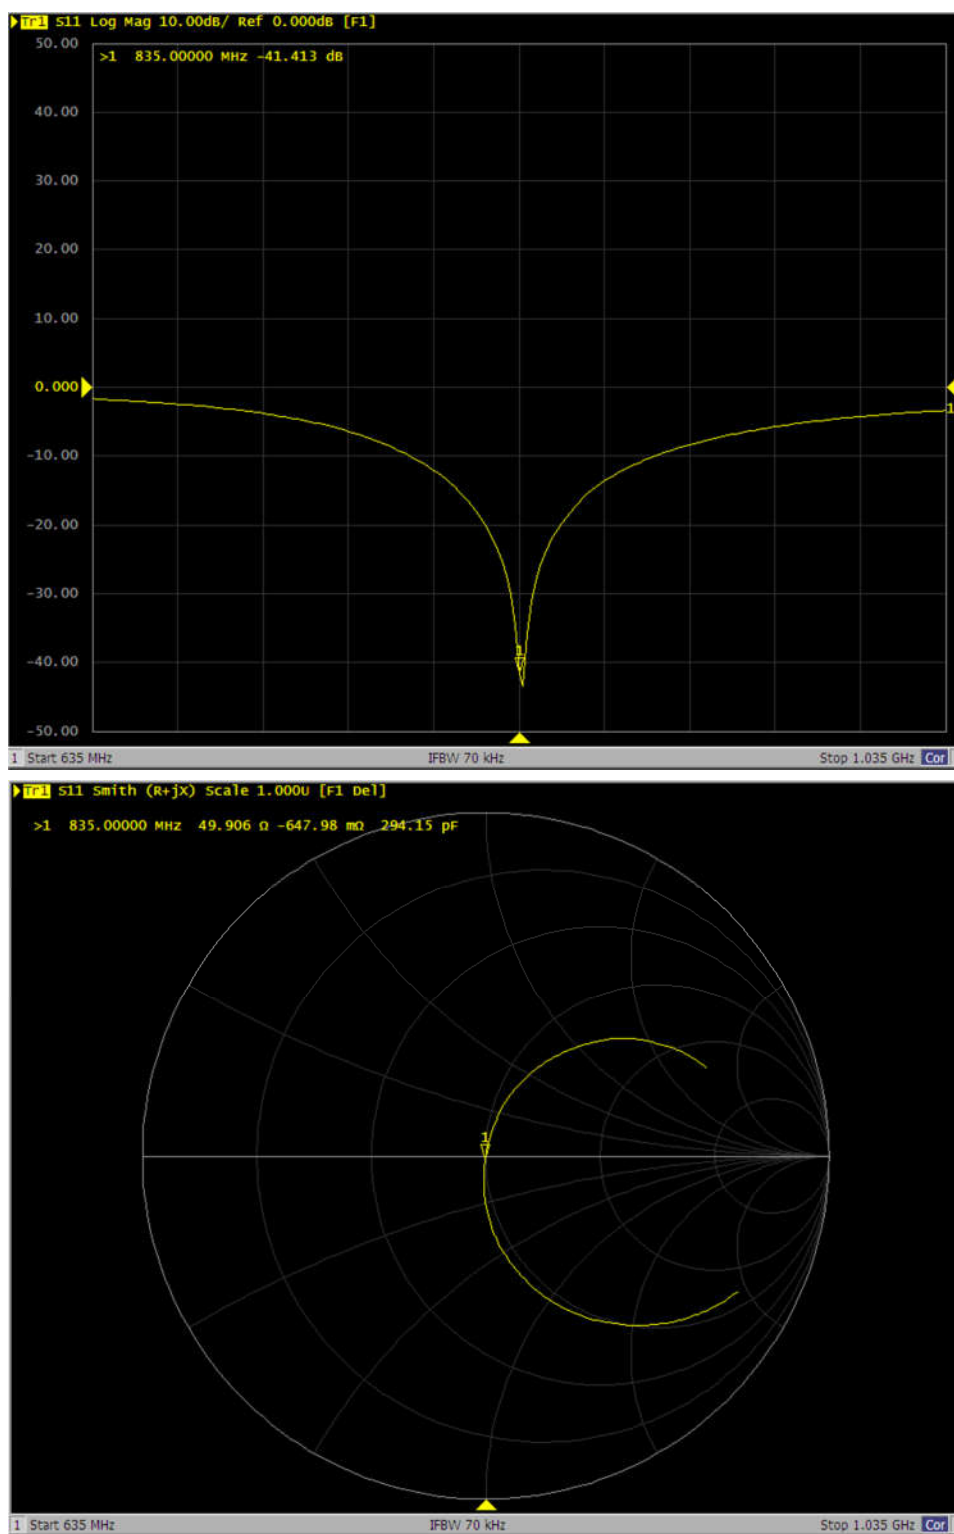 Tr1 S11 Log Mag 10.00dB/ Ref 0.000dB [F1]
50.00
>1 835.00000 MHz -41.413 dB
40.00
30.00
20.00
10.00
0.000
1
-10.00
-20.00
-30.00
1
-40.00
-50.00
1 Start 635 MHz IFBW 70 kHz Stop 1.035 GHz Cor
Tr1 S11 Smith (R+jX) Scale 1.000U [F1 Del]
>1 835.00000 MHz 49.906 Ω -647.98 mΩ 294.15 pF
1
1 Start 635 MHz IFBW 70 kHz Stop 1.035 GHz Cor